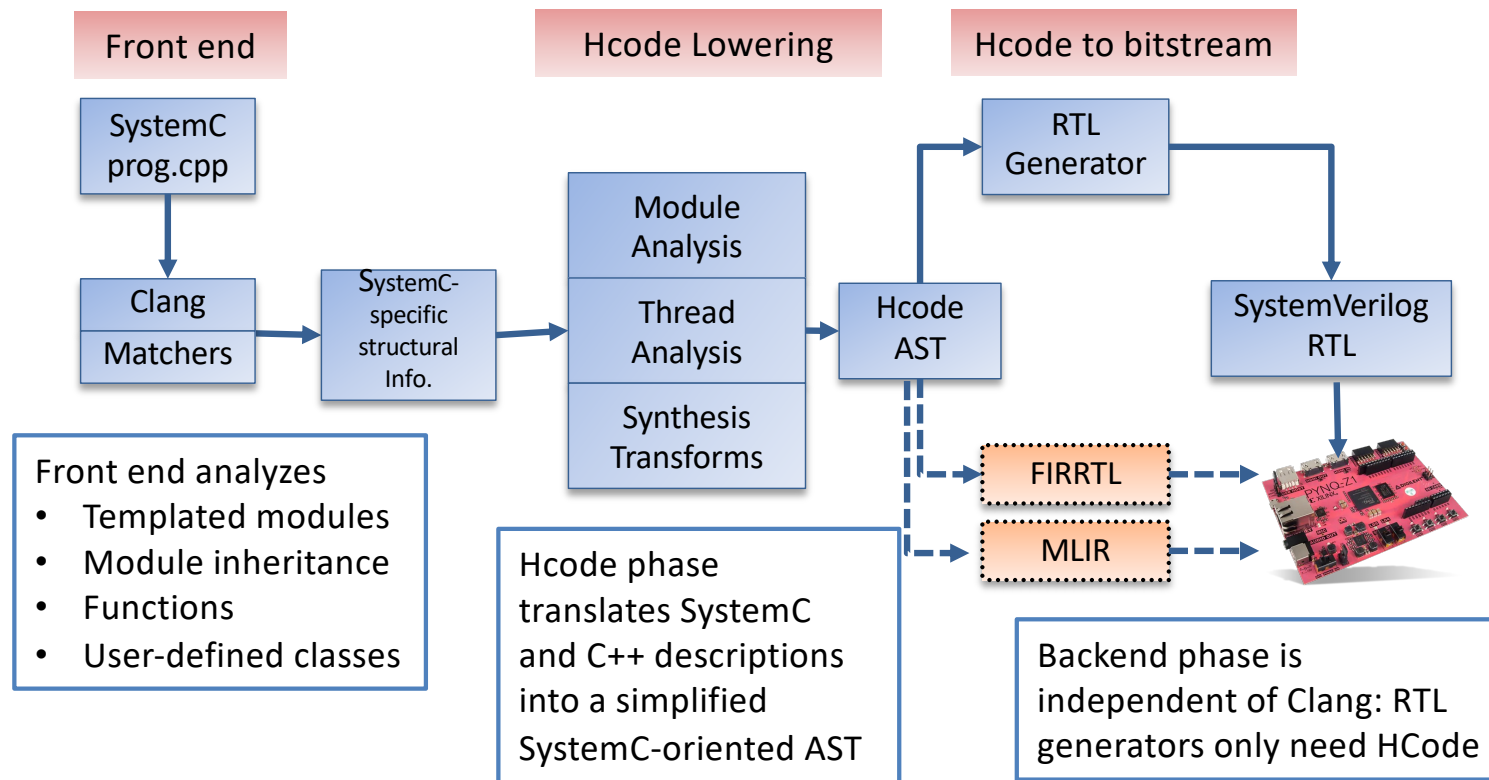 Front end
Hcode Lowering
Hcode to bitstream
SystemC
prog.cpp
Clang
Matchers
SystemC-
specific
structural
Info.
Module
Analysis
Thread
Analysis
Synthesis
Transforms
Hcode
AST
RTL
Generator
SystemVerilog
RTL
FIRRTL
MLIR
PYNQ-Z1
XILINX
Front end analyzes
• Templated modules
• Module inheritance
• Functions
• User-defined classes
Hcode phase
translates SystemC
and C++ descriptions
into a simplified
SystemC-oriented AST
Backend phase is
independent of Clang: RTL
generators only need HCode